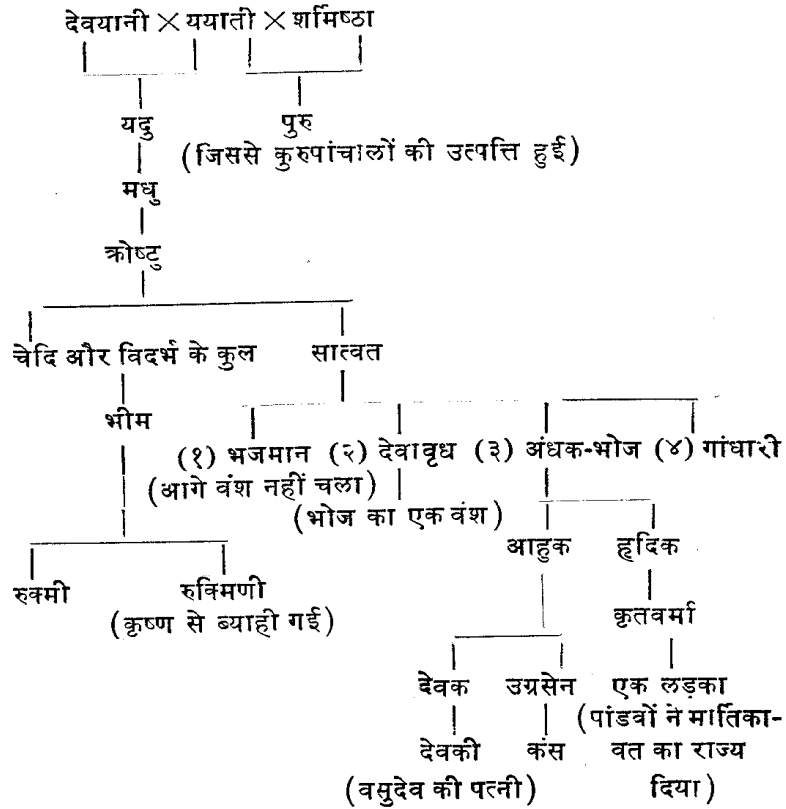 देवयानी × ययाती × शर्मिष्ठा
यदु पुरु
(जिससे कुरुपांचालों की उत्पत्ति हुई)
मधु
क्रोष्टु
चेदि और विदर्भ के कुल सात्वत
भीम
(१) भजमान (२) देवावृध (३) अंधक-भोज (४) गांधारी
(आगे वंश नहीं चला)
(भोज का एक वंश)
आहुक हृदिक
रुक्मी रुक्मिणी
(कृष्ण से ब्याही गई)
कृतवर्मा
देवक उग्रसेन एक लड़का
(पांडवों ने मार्तिका-
देवकी कंस वत का राज्य
(वसुदेव की पत्नी) दिया)